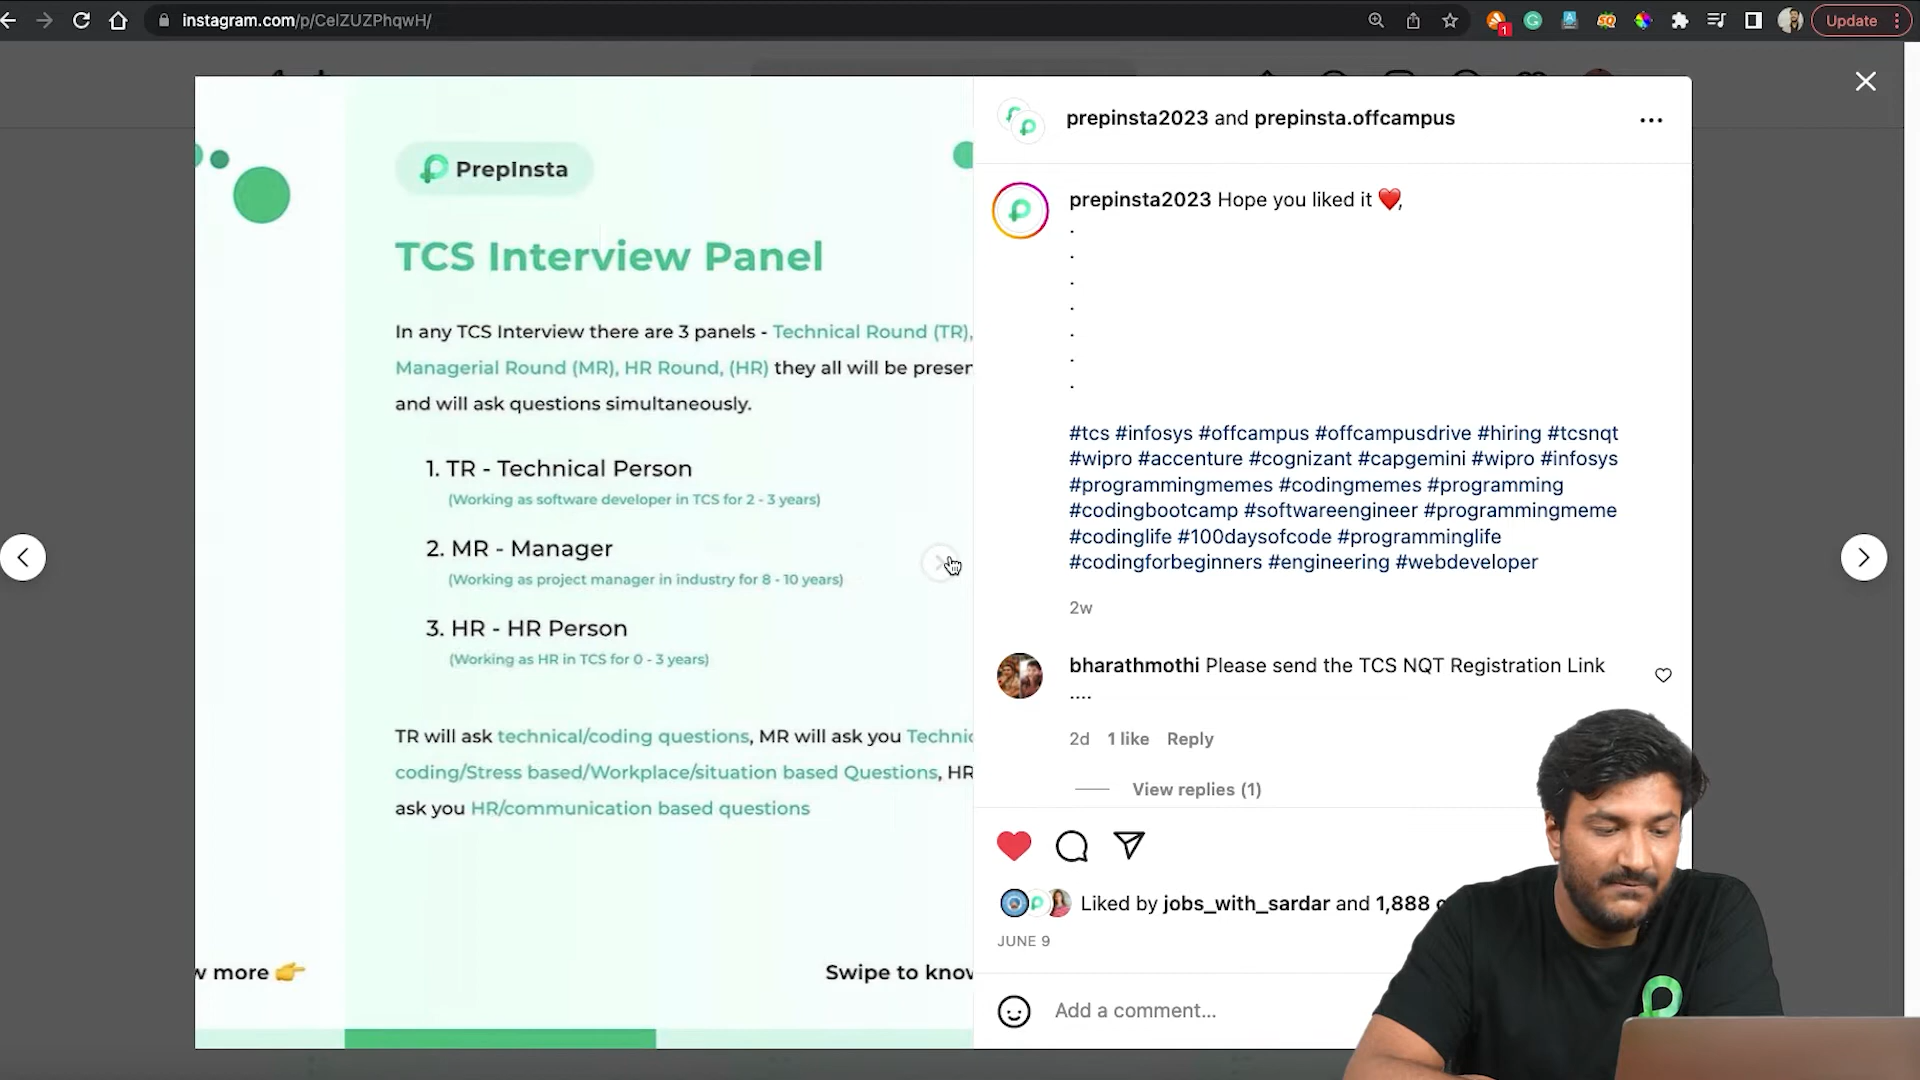 instagram.com/p/CelZUZPhqwH/
1
Update
PrepInsta
TCS Interview Panel
In any TCS Interview there are 3 panels - Technical Round (TR),
Managerial Round (MR), HR Round, (HR) they all will be presen
and will ask questions simultaneously.
1. TR - Technical Person
(Working as software developer in TCS for 2 - 3 years)
2. MR - Manager
(Working as project manager in industry for 8 - 10 years)
3. HR - HR Person
(Working as HR in TCS for 0 - 3 years)
TR will ask technical/coding questions, MR will ask you Technic
coding/Stress based/Workplace/situation based Questions, HR
ask you HR/communication based questions
w more 👉
Swipe to know
prepinsta2023 and prepinsta.offcampus
prepinsta2023 Hope you liked it ❤️,
.
.
.
.
.
.
.
#tcs #infosys #offcampus #offcampusdrive #hiring #tcsnqt
#wipro #accenture #cognizant #capgemini #wipro #infosys
#programmingmemes #codingmemes #programming
#codingbootcamp #softwareengineer #programmingmeme
#codinglife #100daysofcode #programminglife
#codingforbeginners #engineering #webdeveloper
2w
bharathmothi Please send the TCS NQT Registration Link
....
2d 1 like Reply
View replies (1)
Liked by jobs_with_sardar and 1,888 o
JUNE 9
Add a comment...